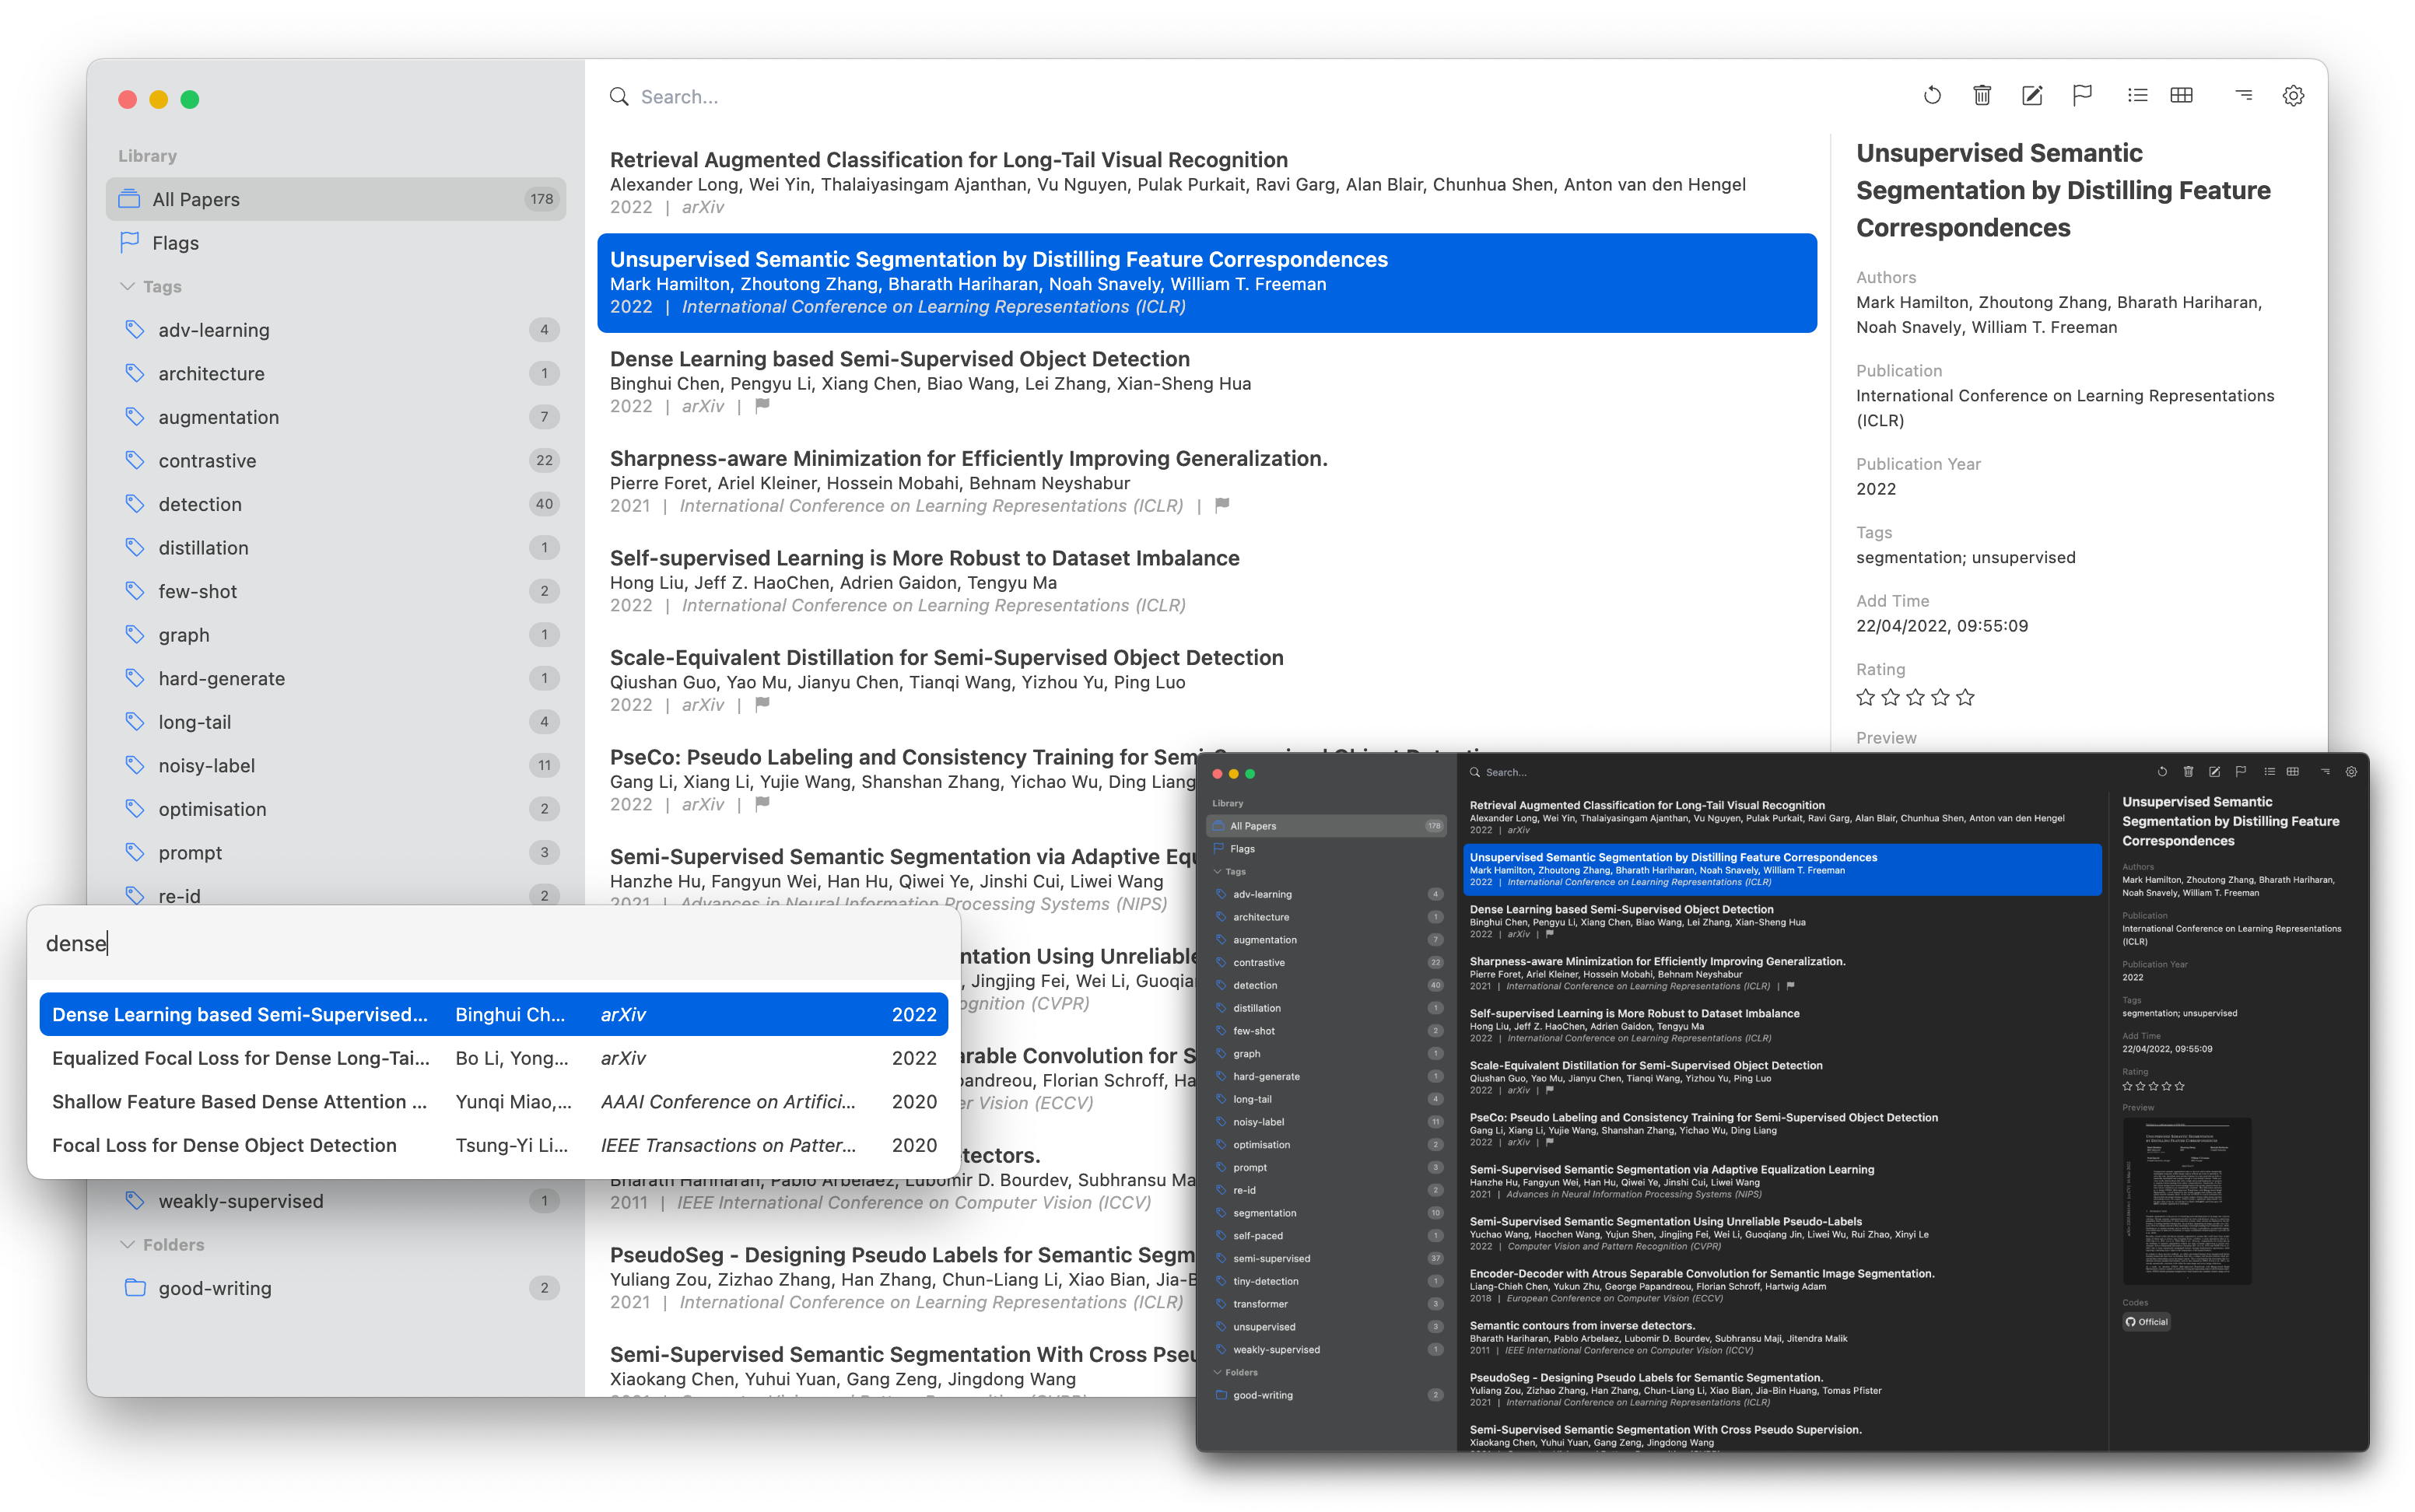 Search...
Library
All Papers 178
Flags
Tags
adv-learning 4
architecture 1
augmentation 7
contrastive 22
detection 40
distillation 1
few-shot 2
graph 1
hard-generate 1
long-tail 4
noisy-label 11
optimisation 2
prompt 3
re-id 2
weakly-supervised 1
Folders
good-writing 2
Retrieval Augmented Classification for Long-Tail Visual Recognition
Alexander Long, Wei Yin, Thalaiyasingam Ajanthan, Vu Nguyen, Pulak Purkait, Ravi Garg, Alan Blair, Chunhua Shen, Anton van den Hengel
2022 | arXiv
Unsupervised Semantic Segmentation by Distilling Feature Correspondences
Mark Hamilton, Zhoutong Zhang, Bharath Hariharan, Noah Snavely, William T. Freeman
2022 | International Conference on Learning Representations (ICLR)
Dense Learning based Semi-Supervised Object Detection
Binghui Chen, Pengyu Li, Xiang Chen, Biao Wang, Lei Zhang, Xian-Sheng Hua
2022 | arXiv |
Sharpness-aware Minimization for Efficiently Improving Generalization.
Pierre Foret, Ariel Kleiner, Hossein Mobahi, Behnam Neyshabur
2021 | International Conference on Learning Representations (ICLR) |
Self-supervised Learning is More Robust to Dataset Imbalance
Hong Liu, Jeff Z. HaoChen, Adrien Gaidon, Tengyu Ma
2022 | International Conference on Learning Representations (ICLR)
Scale-Equivalent Distillation for Semi-Supervised Object Detection
Qiushan Guo, Yao Mu, Jianyu Chen, Tianqi Wang, Yizhou Yu, Ping Luo
2022 | arXiv |
PseCo: Pseudo Labeling and Consistency Training for Semi-Supervised Object Detection
Gang Li, Xiang Li, Yujie Wang, Shanshan Zhang, Yichao Wu, Ding Liang
2022 | arXiv |
Semi-Supervised Semantic Segmentation via Adaptive Equ
Hanzhe Hu, Fangyun Wei, Han Hu, Qiwei Ye, Jinshi Cui, Liwei Wang
2021 | Advances in Neural Information Processing Systems (NIPS)
ntation Using Unreliable
, Jingjing Fei, Wei Li, Guoqia
ognition (CVPR)
arable Convolution for S
pandreou, Florian Schroff, Ha
er Vision (ECCV)
etectors.
Bharath Hariharan, Pablo Arbelaez, Lubomir D. Bourdev, Subhransu Ma
2011 | IEEE International Conference on Computer Vision (ICCV)
PseudoSeg - Designing Pseudo Labels for Semantic Segm
Yuliang Zou, Zizhao Zhang, Han Zhang, Chun-Liang Li, Xiao Bian, Jia-B
2021 | International Conference on Learning Representations (ICLR)
Semi-Supervised Semantic Segmentation With Cross Pseu
Xiaokang Chen, Yuhui Yuan, Gang Zeng, Jingdong Wang
Unsupervised Semantic
Segmentation by Distilling Feature
Correspondences
Authors
Mark Hamilton, Zhoutong Zhang, Bharath Hariharan,
Noah Snavely, William T. Freeman
Publication
International Conference on Learning Representations
(ICLR)
Publication Year
2022
Tags
segmentation; unsupervised
Add Time
22/04/2022, 09:55:09
Rating
Preview
dense
Dense Learning based Semi-Supervised... Binghui Ch... arXiv 2022
Equalized Focal Loss for Dense Long-Tai... Bo Li, Yong... arXiv 2022
Shallow Feature Based Dense Attention ... Yunqi Miao,... AAAI Conference on Artifici... 2020
Focal Loss for Dense Object Detection Tsung-Yi Li... IEEE Transactions on Patter... 2020
Search...
Library
All Papers 178
Flags
Tags
adv-learning 4
architecture 1
augmentation 7
contrastive 22
detection 40
distillation 1
few-shot 2
graph 1
hard-generate 1
long-tail 4
noisy-label 11
optimisation 2
prompt 3
re-id 2
segmentation 10
self-paced 1
semi-supervised 37
tiny-detection 1
transformer 3
unsupervised 3
weakly-supervised 1
Folders
good-writing 2
Retrieval Augmented Classification for Long-Tail Visual Recognition
Alexander Long, Wei Yin, Thalaiyasingam Ajanthan, Vu Nguyen, Pulak Purkait, Ravi Garg, Alan Blair, Chunhua Shen, Anton van den Hengel
2022 | arXiv
Unsupervised Semantic Segmentation by Distilling Feature Correspondences
Mark Hamilton, Zhoutong Zhang, Bharath Hariharan, Noah Snavely, William T. Freeman
2022 | International Conference on Learning Representations (ICLR)
Dense Learning based Semi-Supervised Object Detection
Binghui Chen, Pengyu Li, Xiang Chen, Biao Wang, Lei Zhang, Xian-Sheng Hua
2022 | arXiv |
Sharpness-aware Minimization for Efficiently Improving Generalization.
Pierre Foret, Ariel Kleiner, Hossein Mobahi, Behnam Neyshabur
2021 | International Conference on Learning Representations (ICLR) |
Self-supervised Learning is More Robust to Dataset Imbalance
Hong Liu, Jeff Z. HaoChen, Adrien Gaidon, Tengyu Ma
2022 | International Conference on Learning Representations (ICLR)
Scale-Equivalent Distillation for Semi-Supervised Object Detection
Qiushan Guo, Yao Mu, Jianyu Chen, Tianqi Wang, Yizhou Yu, Ping Luo
2022 | arXiv |
PseCo: Pseudo Labeling and Consistency Training for Semi-Supervised Object Detection
Gang Li, Xiang Li, Yujie Wang, Shanshan Zhang, Yichao Wu, Ding Liang
2022 | arXiv |
Semi-Supervised Semantic Segmentation via Adaptive Equalization Learning
Hanzhe Hu, Fangyun Wei, Han Hu, Qiwei Ye, Jinshi Cui, Liwei Wang
2021 | Advances in Neural Information Processing Systems (NIPS)
Semi-Supervised Semantic Segmentation Using Unreliable Pseudo-Labels
Yuchao Wang, Haochen Wang, Yujun Shen, Jingjing Fei, Wei Li, Guoqiang Jin, Liwei Wu, Rui Zhao, Xinyi Le
2022 | Computer Vision and Pattern Recognition (CVPR)
Encoder-Decoder with Atrous Separable Convolution for Semantic Image Segmentation.
Liang-Chieh Chen, Yukun Zhu, George Papandreou, Florian Schroff, Hartwig Adam
2018 | European Conference on Computer Vision (ECCV)
Semantic contours from inverse detectors.
Bharath Hariharan, Pablo Arbelaez, Lubomir D. Bourdev, Subhransu Maji, Jitendra Malik
2011 | IEEE International Conference on Computer Vision (ICCV)
PseudoSeg - Designing Pseudo Labels for Semantic Segmentation.
Yuliang Zou, Zizhao Zhang, Han Zhang, Chun-Liang Li, Xiao Bian, Jia-Bin Huang, Tomas Pfister
2021 | International Conference on Learning Representations (ICLR)
Semi-Supervised Semantic Segmentation With Cross Pseudo Supervision.
Xiaokang Chen, Yuhui Yuan, Gang Zeng, Jingdong Wang
Unsupervised Semantic
Segmentation by Distilling Feature
Correspondences
Authors
Mark Hamilton, Zhoutong Zhang, Bharath Hariharan,
Noah Snavely, William T. Freeman
Publication
International Conference on Learning Representations
(ICLR)
Publication Year
2022
Tags
segmentation; unsupervised
Add Time
22/04/2022, 09:55:09
Rating
Preview
Codes
Official